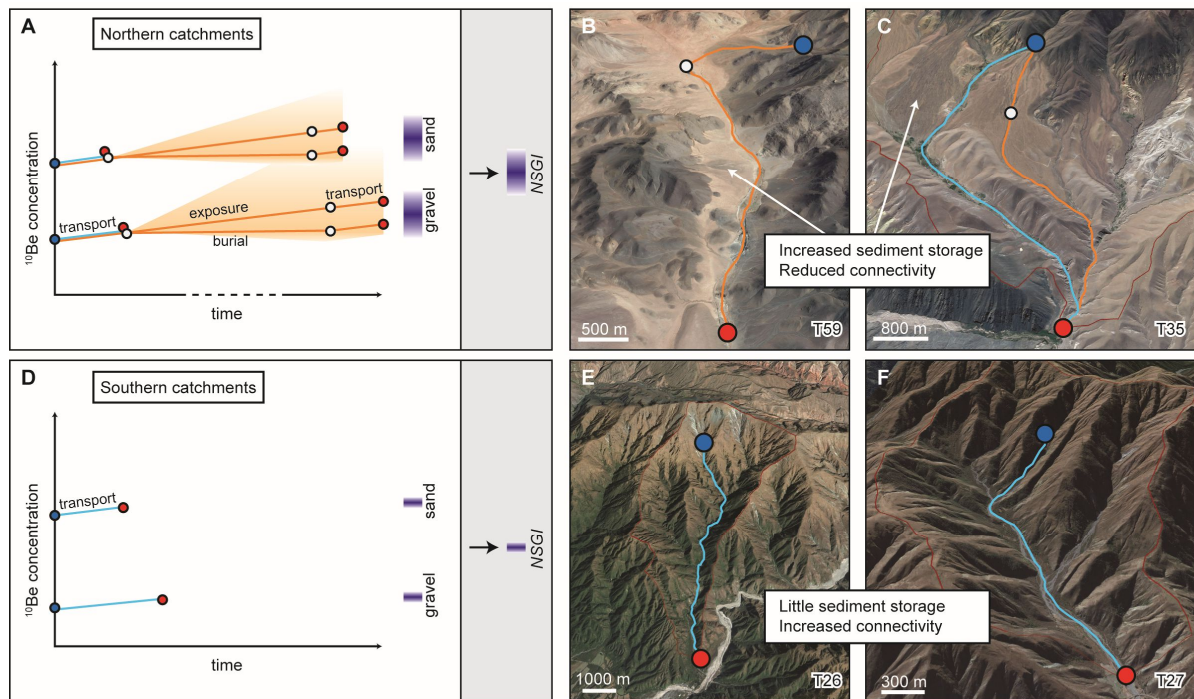 A
Northern catchments
¹⁰Be concentration
transport
exposure
burial
transport
time
sand
gravel
NSGI
B
500 m
T59
C
800 m
T35
Increased sediment storage
Reduced connectivity
D
Southern catchments
¹⁰Be concentration
transport
time
sand
gravel
NSGI
E
1000 m
T26
F
300 m
T27
Little sediment storage
Increased connectivity